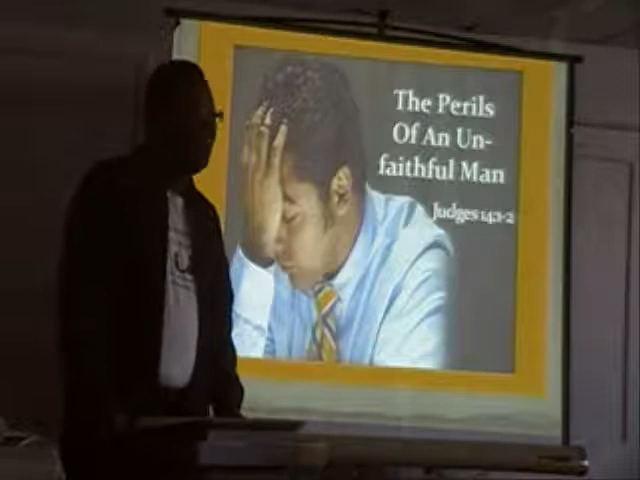 The Perils
Of An Un-
faithful Man
Judges 14:1-2